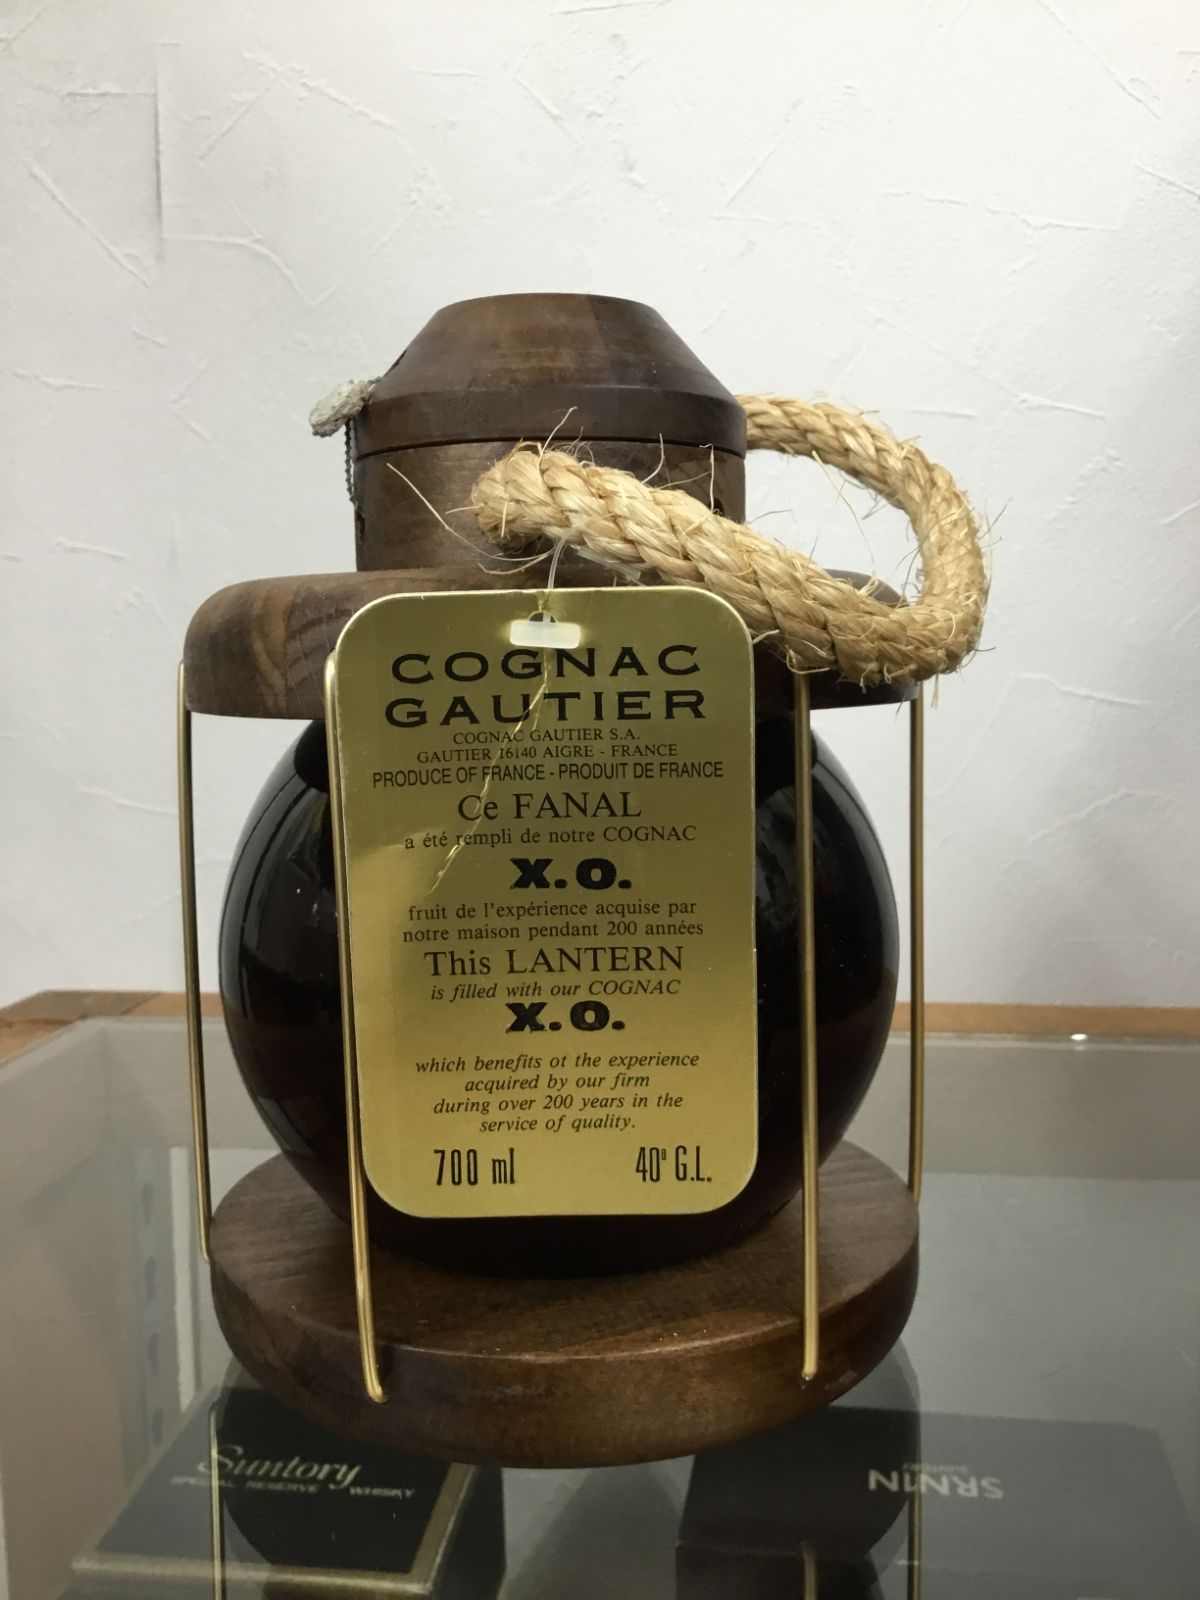 COGNAC
GAUTIER
COGNAC GAUTIER S.A.
GAUTIER 16140 AIGRE - FRANCE
PRODUCE OF FRANCE - PRODUIT DE FRANCE
Ce FANAL
a été rempli de notre COGNAC
X.O.
fruit de l'expérience acquise par
notre maison pendant 200 années
This LANTERN
is filled with our COGNAC
X.O.
which benefits ot the experience
acquired by our firm
during over 200 years in the
service of quality.
700 ml 40° G.L.
Suntory
SPECIAL RESERVE WHISKY